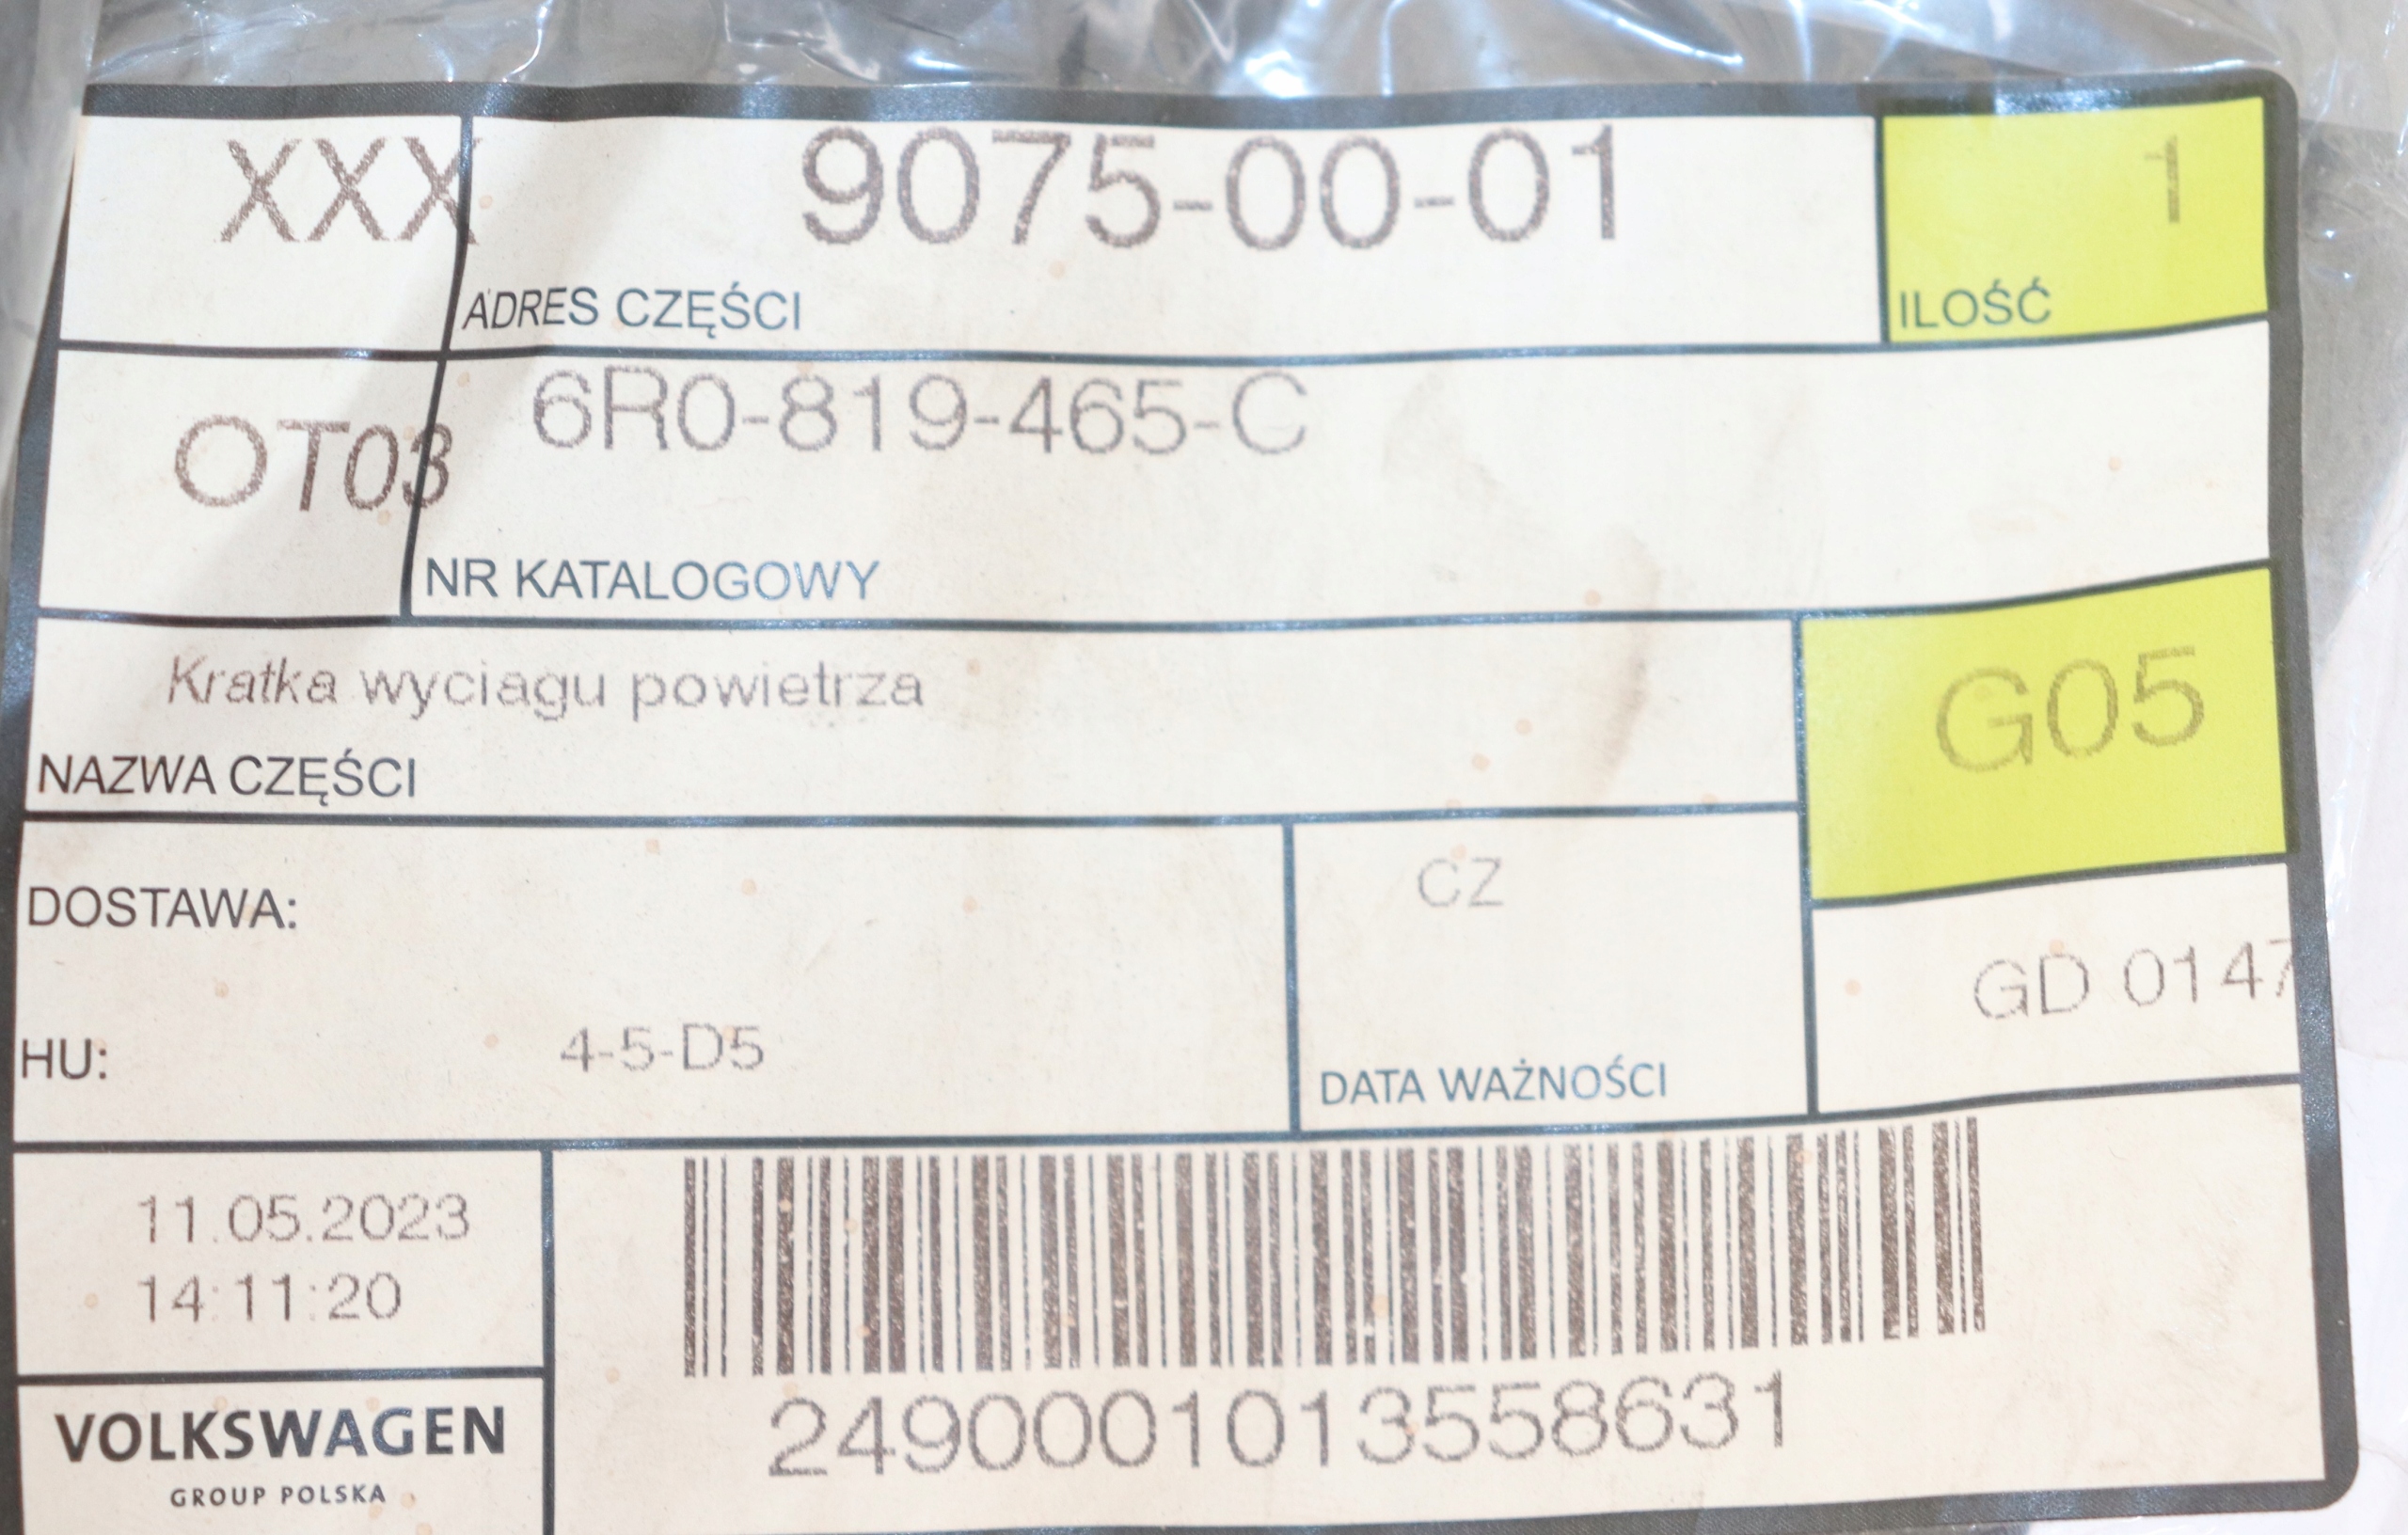 XXX 9075-00-01 1
ADRES CZĘŚCI ILOŚĆ
OT03 6R0-819-465-C
NR KATALOGOWY
Kratka wyciagu powietrza G05
NAZWA CZĘŚCI
CZ
DOSTAWA:
GD 0147
HU: 4-5-D5
DATA WAŻNOŚCI
11.05.2023
14:11:20
2490001013558631
VOLKSWAGEN
GROUP POLSKA